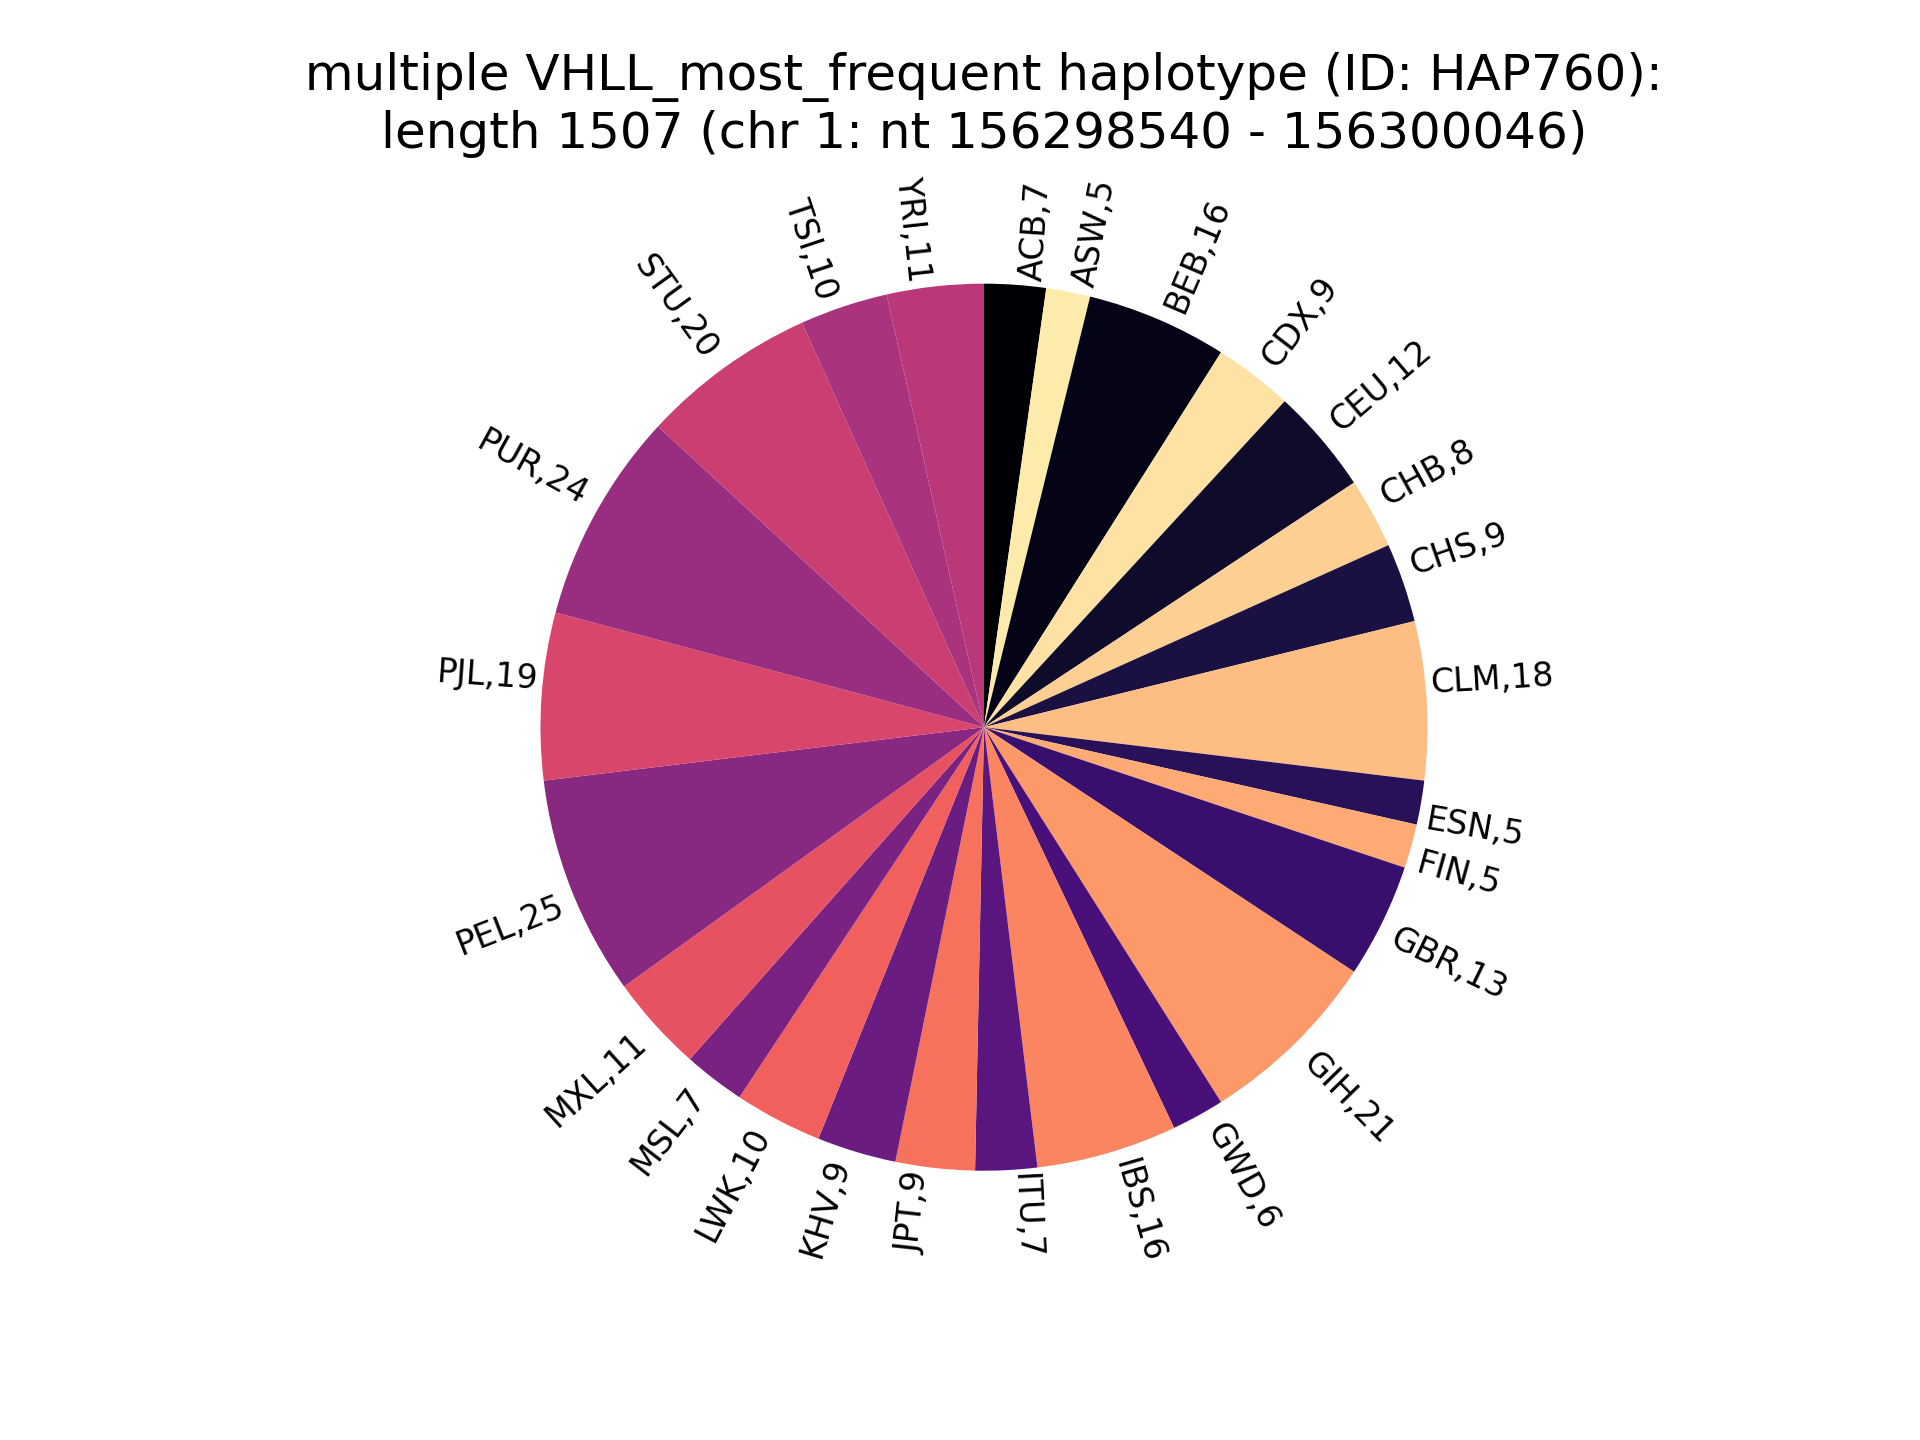 multiple VHLL_most_frequent haplotype (ID: HAP760):
length 1507 (chr 1: nt 156298540 - 156300046)
ACB,7
ASW,5
BEB,16
CDX,9
CEU,12
CHB,8
CHS,9
CLM,18
ESN,5
FIN,5
GBR,13
GIH,21
GWD,6
IBS,16
ITU,7
JPT,9
KHV,9
LWK,10
MSL,7
MXL,11
PEL,25
PJL,19
PUR,24
STU,20
TSI,10
YRI,11